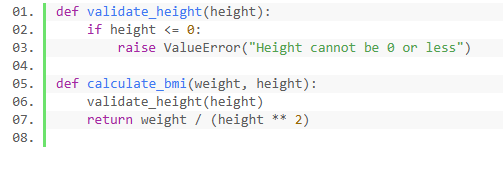 01. def validate_height(height):
02.     if height <= 0:
03.         raise ValueError("Height cannot be 0 or less")
04.
05. def calculate_bmi(weight, height):
06.     validate_height(height)
07.     return weight / (height ** 2)
08.